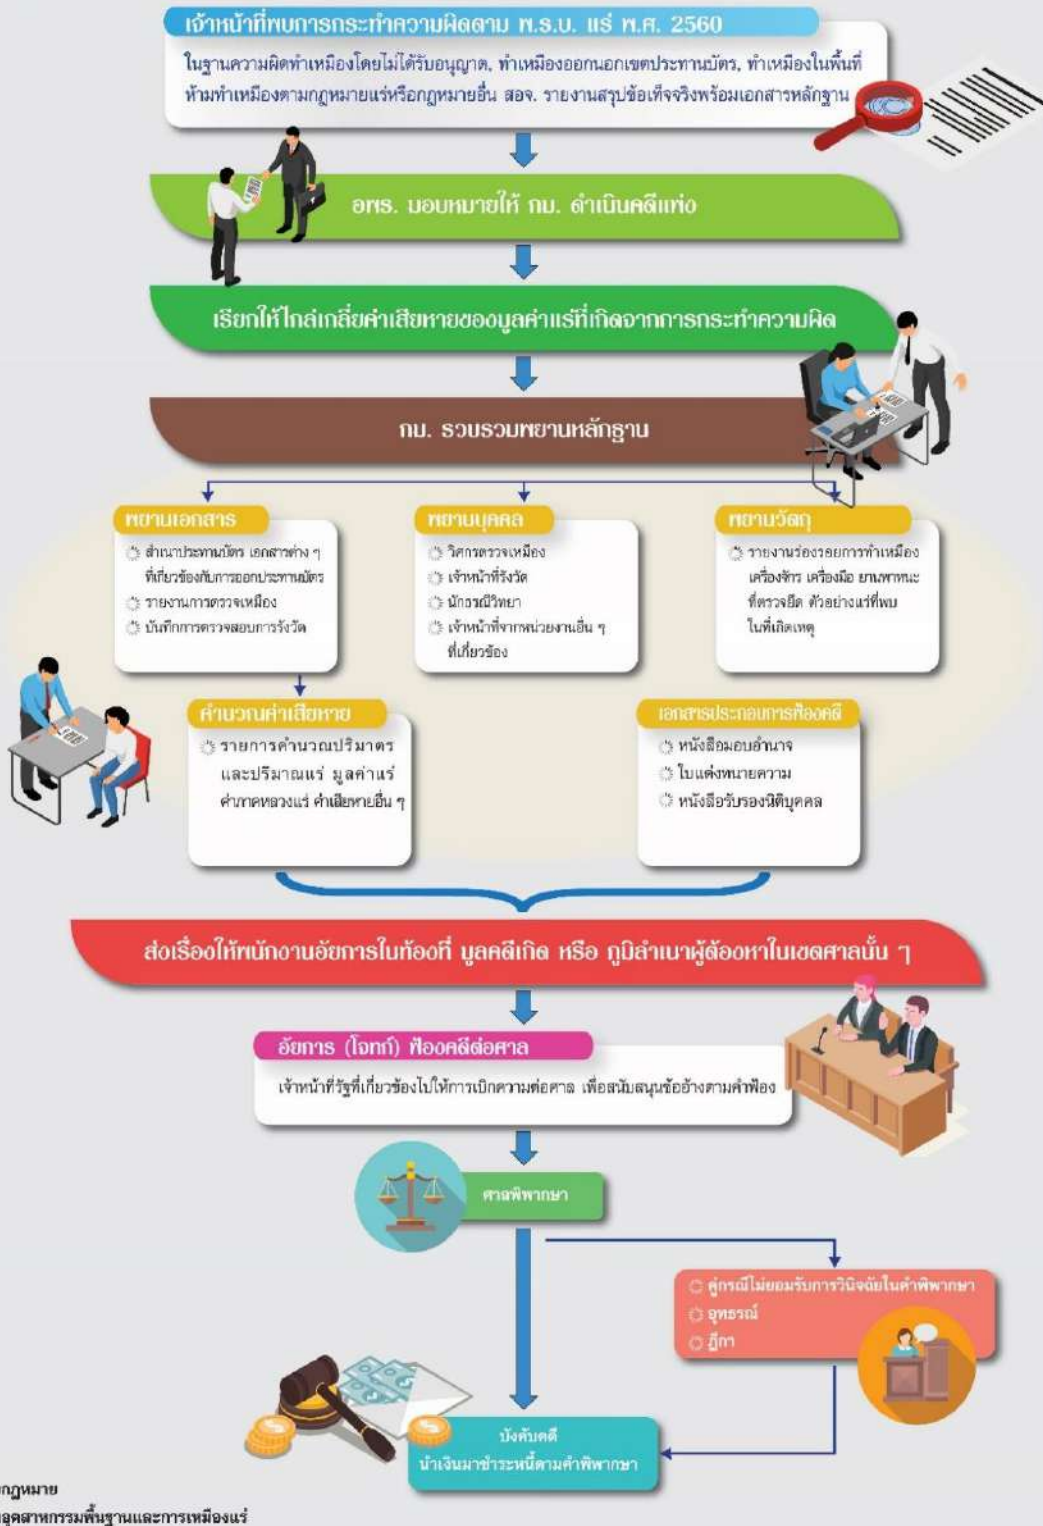 เจ้าหน้าที่พบการกระทำความผิดตาม พ.ร.บ. แร่ พ.ศ. 2560
ในฐานความผิดทำเหมืองโดยไม่ได้รับอนุญาต, ทำเหมืองออกนอกเขตประทานบัตร, ทำเหมืองในพื้นที่
ห้ามทำเหมืองตามกฎหมายแร่หรือกฎหมายอื่น สอจ. รายงานสรุปข้อเท็จจริงพร้อมเอกสารหลักฐาน
อพร. มอบหมายให้ กม. ดำเนินคดีแพ่ง
เรียกให้ไกล่เกลี่ยค่าเสียหายของมูลค่าแร่ที่เกิดจากการกระทำความผิด
กม. รวบรวมพยานหลักฐาน
พยานเอกสาร
สำเนาประทานบัตร เอกสารต่าง ๆ
ที่เกี่ยวข้องกับการออกประทานบัตร
รายงานการตรวจเหมือง
บันทึกการตรวจสอบการรังวัด
พยานบุคคล
วิศกรตรวจเหมือง
เจ้าหน้าที่รังวัด
นักธรณีวิทยา
เจ้าหน้าที่จากหน่วยงานอื่น ๆ
ที่เกี่ยวข้อง
พยานวัตถุ
รายงานร่องรอยการทำเหมือง
เครื่องจักร เครื่องมือ ยานพาหนะ
ที่ตรวจยึด ตัวอย่างแร่ที่พบ
ในที่เกิดเหตุ
คำนวณค่าเสียหาย
รายการคำนวณปริมาตร
และปริมาณแร่ มูลค่าแร่
ค่าภาคหลวงแร่ ค่าเสียหายอื่น ๆ
เอกสารประกอบการฟ้องคดี
หนังสือมอบอำนาจ
ใบแต่งทนายความ
หนังสือรับรองนิติบุคคล
ส่งเรื่องให้พนักงานอัยการในท้องที่ มูลคดีเกิด หรือ ภูมิลำเนาผู้ต้องหาในเขตศาลนั้น ๆ
อัยการ (โจทก์) ฟ้องคดีต่อศาล
เจ้าหน้าที่รัฐที่เกี่ยวข้องไปให้การเบิกความต่อศาล เพื่อสนับสนุนข้ออ้างตามคำฟ้อง
ศาลพิพากษา
คู่กรณีไม่ยอมรับการวินิจฉัยในคำพิพากษา
อุทธรณ์
ฎีกา
บังคับคดี
นำเงินมาชำระหนี้ตามคำพิพากษา
กฎหมาย
อุตสาหกรรมพื้นฐานและการเหมืองแร่